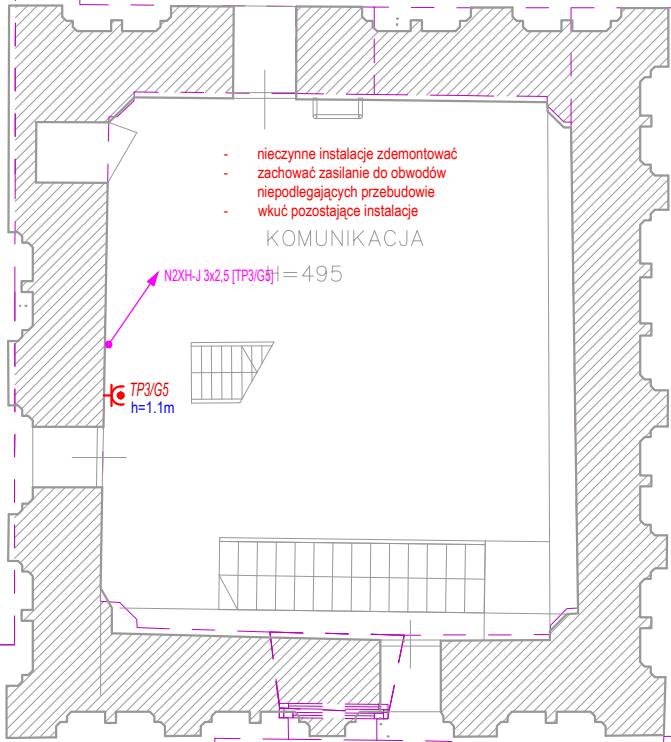 - nieczynne instalacje zdemontować
- zachować zasilanie do obwodów
niepodlegających przebudowie
- wkuć pozostające instalacje
KOMUNIKACJA
N2XH-J 3x2,5 [TP3/G5]
H=495
TP3/G5
h=1.1m